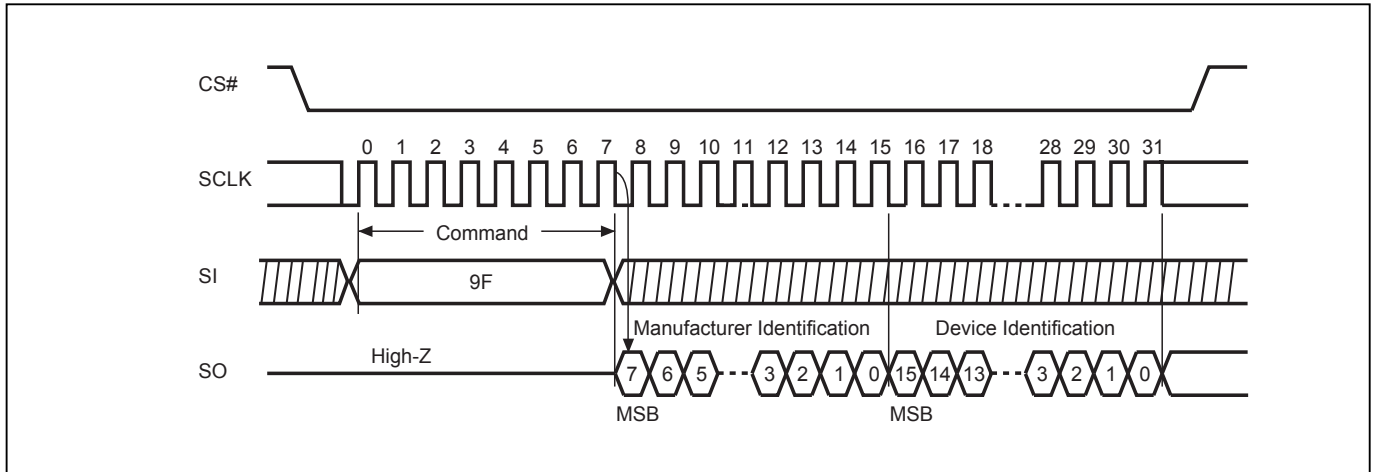 CS#
0 1 2 3 4 5 6 7 8 9 10 11 12 13 14 15 16 17 18 28 29 30 31
SCLK
Command
SI
9F
Manufacturer Identification Device Identification
High-Z
SO
7 6 5 3 2 1 0 15 14 13 3 2 1 0
MSB MSB